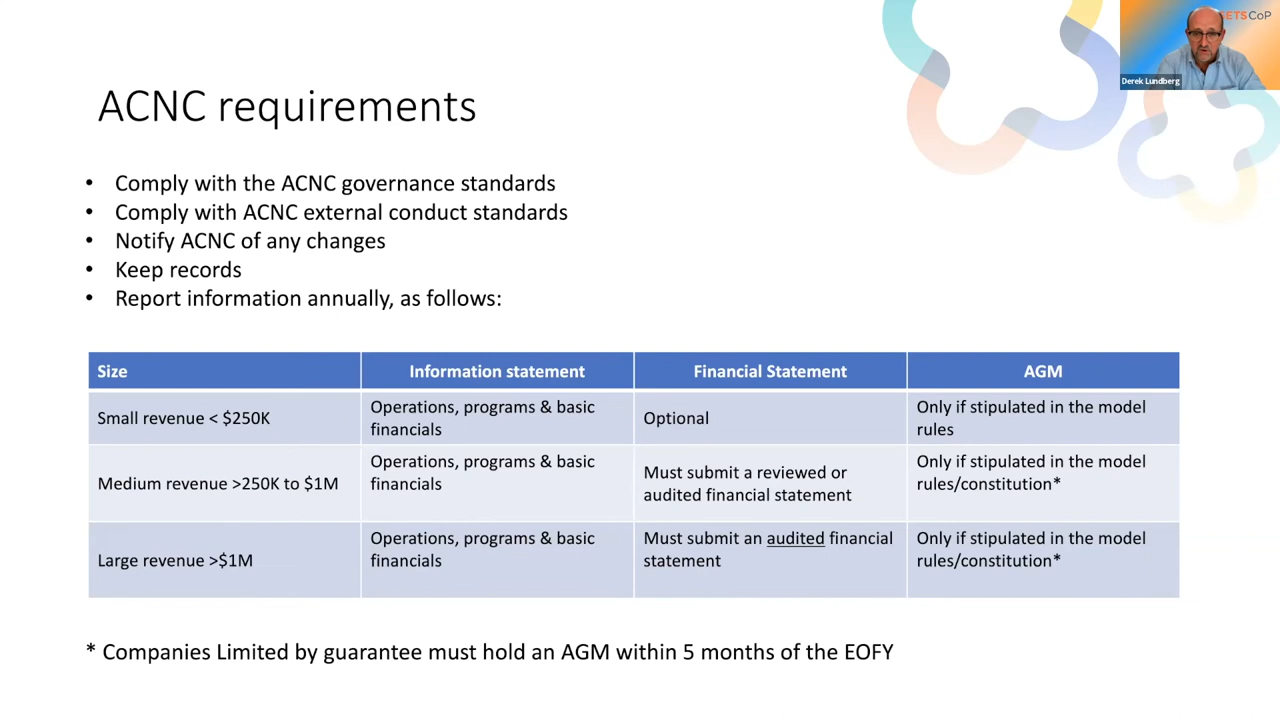 ETSCoP
Derek Lundberg
ACNC requirements
• Comply with the ACNC governance standards
• Comply with ACNC external conduct standards
• Notify ACNC of any changes
• Keep records
• Report information annually, as follows:
Size Information statement Financial Statement AGM
Small revenue < $250K
Operations, programs & basic
financials
Optional
Only if stipulated in the model
rules
Medium revenue >250K to $1M
Operations, programs & basic
financials
Must submit a reviewed or
audited financial statement
Only if stipulated in the model
rules/constitution*
Large revenue >$1M
Operations, programs & basic
financials
Must submit an audited financial
statement
Only if stipulated in the model
rules/constitution*
* Companies Limited by guarantee must hold an AGM within 5 months of the EOFY